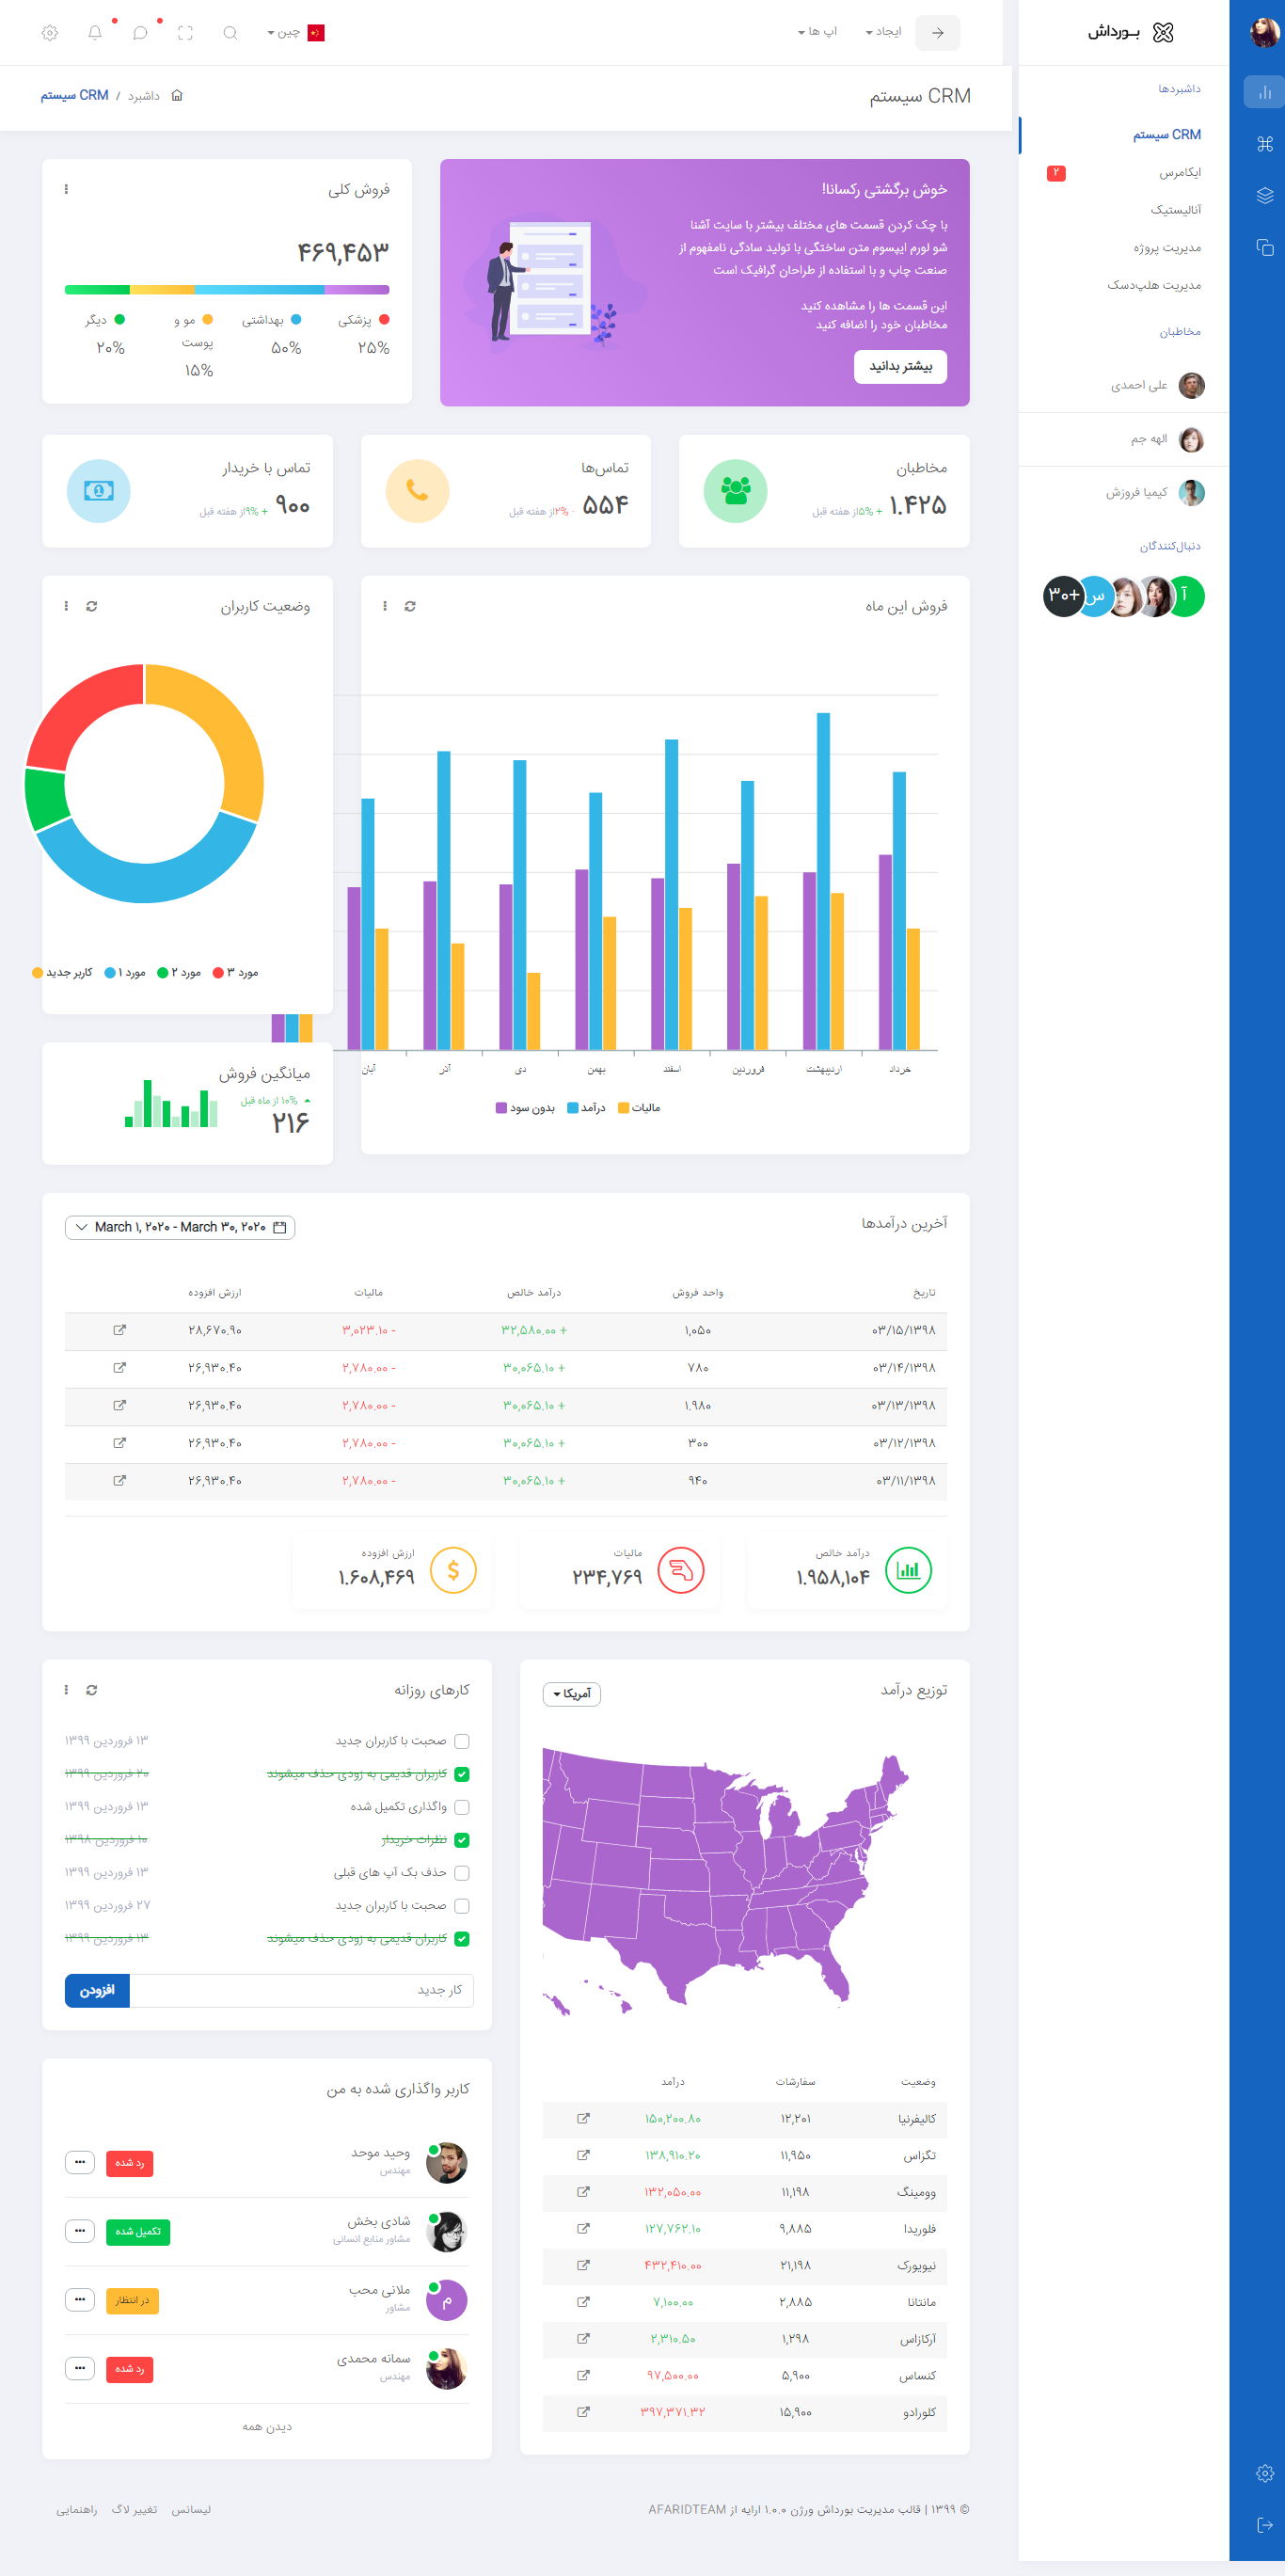 بـورداش
داشبردها
CRM سیستم
ایکامرس
۲
آنالیستیک
مدیریت پروژه
مدیریت هلپ‌دسک
مخاطبان
علی احمدی
الهه جم
کیمیا فروزش
دنبال‌کنندگان
آ
س
+۳۰
ایجاد
اپ ها
چین
CRM سیستم
داشبرد / CRM سیستم
خوش برگشتی رکسانا!
با چک کردن قسمت های مختلف بیشتر با سایت آشنا
شو لورم ایپسوم متن ساختگی با تولید سادگی نامفهوم از
صنعت چاپ و با استفاده از طراحان گرافیک است
این قسمت ها را مشاهده کنید
مخاطبان خود را اضافه کنید
بیشتر بدانید
فروش کلی
۴۶۹,۴۵۳
پزشکی
۲۵%
بهداشتی
۵۰%
مو و
پوست
۱۵%
دیگر
۲۰%
مخاطبان
۱.۴۲۵
+ ۵%از هفته قبل
تماس‌ها
۵۵۴
- ۲%از هفته قبل
تماس با خریدار
۹۰۰
+ ۹%از هفته قبل
فروش این ماه
خرداد
اردیبهشت
فروردین
اسفند
بهمن
دی
آذر
آبان
مالیات
درآمد
بدون سود
وضعیت کاربران
مورد ۳
مورد ۲
مورد ۱
کاربر جدید
میانگین فروش
۱۰% از ماه قبل
۲۱۶
آخرین درآمدها
March ۱, ۲۰۲۰ - March ۳۰, ۲۰۲۰
تاریخ واحد فروش درآمد خالص مالیات ارزش افزوده
۰۳/۱۵/۱۳۹۸ ۱,۰۵۰ + ۳۲,۵۸۰.۰۰ - ۳,۰۲۳.۱۰ ۲۸,۶۷۰.۹۰
۰۳/۱۴/۱۳۹۸ ۷۸۰ + ۳۰,۰۶۵.۱۰ - ۲,۷۸۰.۰۰ ۲۶,۹۳۰.۴۰
۰۳/۱۳/۱۳۹۸ ۱.۹۸۰ + ۳۰,۰۶۵.۱۰ - ۲,۷۸۰.۰۰ ۲۶,۹۳۰.۴۰
۰۳/۱۲/۱۳۹۸ ۳۰۰ + ۳۰,۰۶۵.۱۰ - ۲,۷۸۰.۰۰ ۲۶,۹۳۰.۴۰
۰۳/۱۱/۱۳۹۸ ۹۴۰ + ۳۰,۰۶۵.۱۰ - ۲,۷۸۰.۰۰ ۲۶,۹۳۰.۴۰
درآمد خالص
۱.۹۵۸,۱۰۴
مالیات
۲۳۴,۷۶۹
ارزش افزوده
۱.۶۰۸,۴۶۹
توزیع درآمد
آمریکا
وضعیت سفارشات درآمد
کالیفرنیا ۱۲,۲۰۱ ۱۵۰,۲۰۰.۸۰
تگزاس ۱۱,۹۵۰ ۱۳۸,۹۱۰.۲۰
وومینگ ۱۱,۱۹۸ ۱۳۲,۰۵۰.۰۰
فلوریدا ۹,۸۸۵ ۱۲۷,۷۶۲.۱۰
نیویورک ۲۱,۱۹۸ ۴۳۲,۴۱۰.۰۰
مانتانا ۲,۸۸۵ ۷,۱۰۰.۰۰
آرکازاس ۱,۲۹۸ ۲,۳۱۰.۵۰
کنساس ۵,۹۰۰ ۹۷,۵۰۰.۰۰
کلورادو ۱۵,۹۰۰ ۳۹۷,۳۷۱.۳۲
کارهای روزانه
صحبت با کاربران جدید ۱۳ فروردین ۱۳۹۹
کاربران قدیمی به زودی حذف میشوند ۲۰ فروردین ۱۳۹۹
واگذاری تکمیل شده ۱۳ فروردین ۱۳۹۹
نظرات خریدار ۱۰ فروردین ۱۳۹۸
حذف بک آپ های قبلی ۱۳ فروردین ۱۳۹۹
صحبت با کاربران جدید ۲۷ فروردین ۱۳۹۹
کاربران قدیمی به زودی حذف میشوند ۱۳ فروردین ۱۳۹۹
کار جدید
افزودن
کاربر واگذاری شده به من
وحید موحد
مهندس
رد شده
شادی بخش
مشاور منابع انسانی
تکمیل شده
م
ملانی محب
مشاور
در انتظار
سمانه محمدی
مهندس
رد شده
دیدن همه
© ۱۳۹۹ | قالب مدیریت بورداش ورژن ۱.۰.۰ ارایه از AFARIDTEAM
لیسانس تغییر لاگ راهنمایی